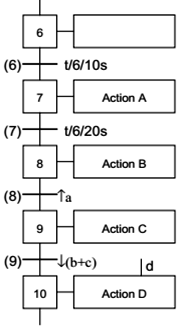 6
(6) t/6/10s
7 Action A
(7) t/6/20s
8 Action B
(8) ↑a
9 Action C
(9) ↓(b+c) d
10 Action D